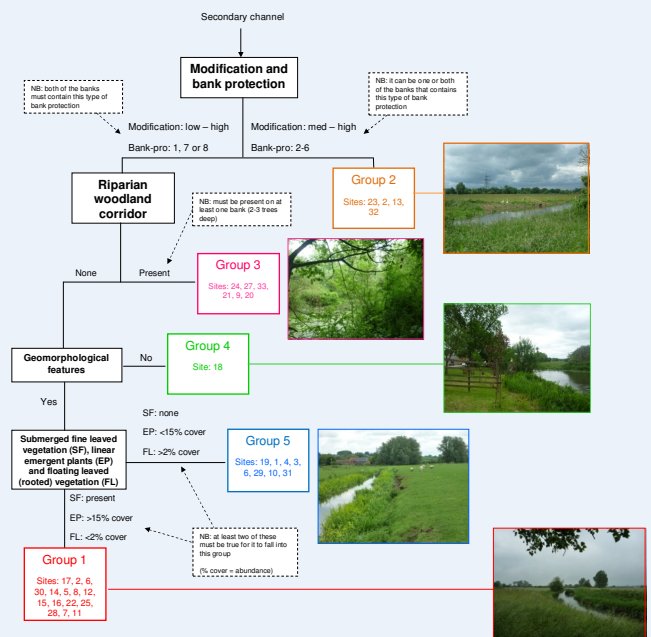 Secondary channel
Modification and
bank protection
NB: both of the banks
must contain this type of
bank protection
NB: it can be one or both
of the banks that contains
this type of bank
protection
Modification: low – high
Bank-pro: 1, 7 or 8
Modification: med – high
Bank-pro: 2-6
Riparian
woodland
corridor
NB: must be present on at
least one bank (2-3 trees
deep)
Group 2
Sites: 23, 2, 13,
32
None
Present
Group 3
Sites: 24, 27, 33,
21, 9, 20
Geomorphological
features
No
Group 4
Site: 18
Yes
Submerged fine leaved
vegetation (SF), linear
emergent plants (EP)
and floating leaved
(rooted) vegetation (FL)
SF: none
EP: <15% cover
FL: >2% cover
Group 5
Sites: 19, 1, 4, 3,
6, 29, 10, 31
SF: present
EP: >15% cover
FL: <2% cover
NB: at least two of these
must be true for it to fall into
this group
(% cover = abundance)
Group 1
Sites: 17, 2, 6,
30, 14, 5, 8, 12,
15, 16, 22, 25,
28, 7, 11